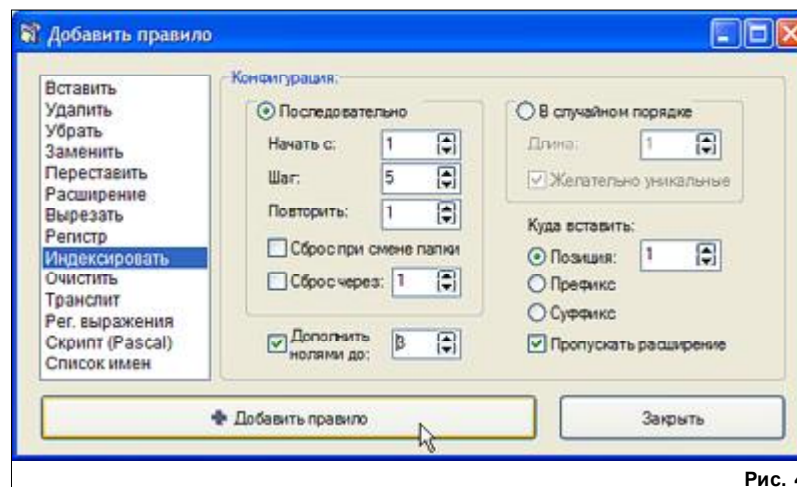 Добавить правило
Вставить
Удалить
Убрать
Заменить
Переставить
Расширение
Вырезать
Регистр
Индексировать
Очистить
Транслит
Рег. выражения
Скрипт (Pascal)
Список имен
Конфигурация:
Последовательно
Начать с: 1
Шаг: 5
Повторить: 1
Сброс при смене папки
Сброс через: 1
Дополнить
нолями до: 3
В случайном порядке
Длина: 1
Желательно уникальные
Куда вставить:
Позиция: 1
Префикс
Суффикс
Пропускать расширение
Добавить правило
Закрыть
Рис. 4